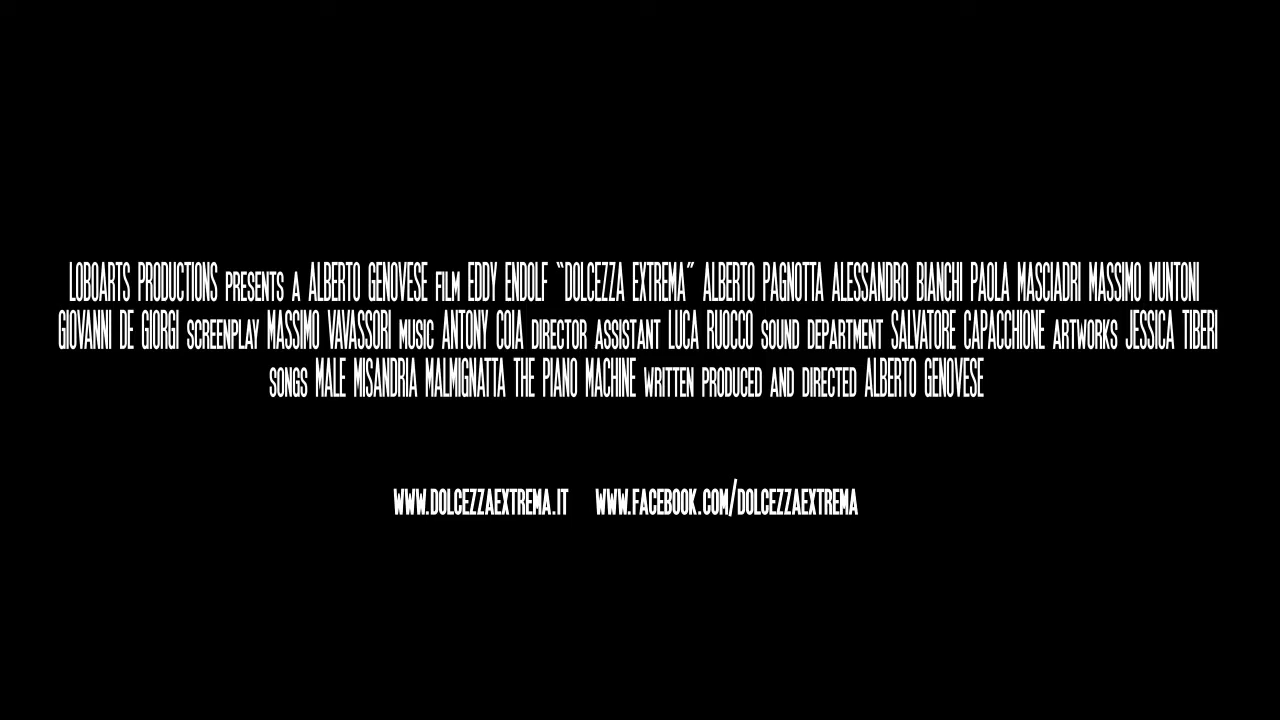 LOBOARTS PRODUCTIONS PRESENTS A ALBERTO GENOVESE FILM EDDY ENDOLF "DOLCEZZA EXTREMA" ALBERTO PAGNOTTA ALESSANDRO BIANCHI PAOLA MASCIADRI MASSIMO MUNTONI
GIOVANNI DE GIORGI SCREENPLAY MASSIMO VAVASSORI MUSIC ANTONY COIA DIRECTOR ASSISTANT LUCA RUOCCO SOUND DEPARTMENT SALVATORE CAPACCHIONE ARTWORKS JESSICA TIBERI
SONGS MALE MISANDRIA MALMIGNATTA THE PIANO MACHINE WRITTEN PRODUCED AND DIRECTED ALBERTO GENOVESE
WWW.DOLCEZZAEXTREMA.IT WWW.FACEBOOK.COM/DOLCEZZAEXTREMA